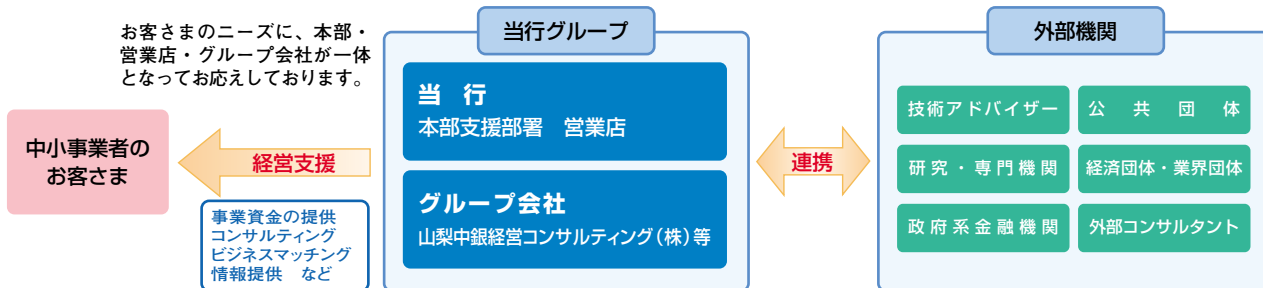 お客さまのニーズに、本部・
営業店・グループ会社が一体
となってお応えしております。
中小事業者の
お客さま
経営支援
事業資金の提供
コンサルティング
ビジネスマッチング
情報提供 など
当行グループ
当 行
本部支援部署 営業店
グループ会社
山梨中銀経営コンサルティング(株)等
連携
外部機関
技術アドバイザー
公共団体
研究・専門機関
経済団体・業界団体
政府系金融機関
外部コンサルタント